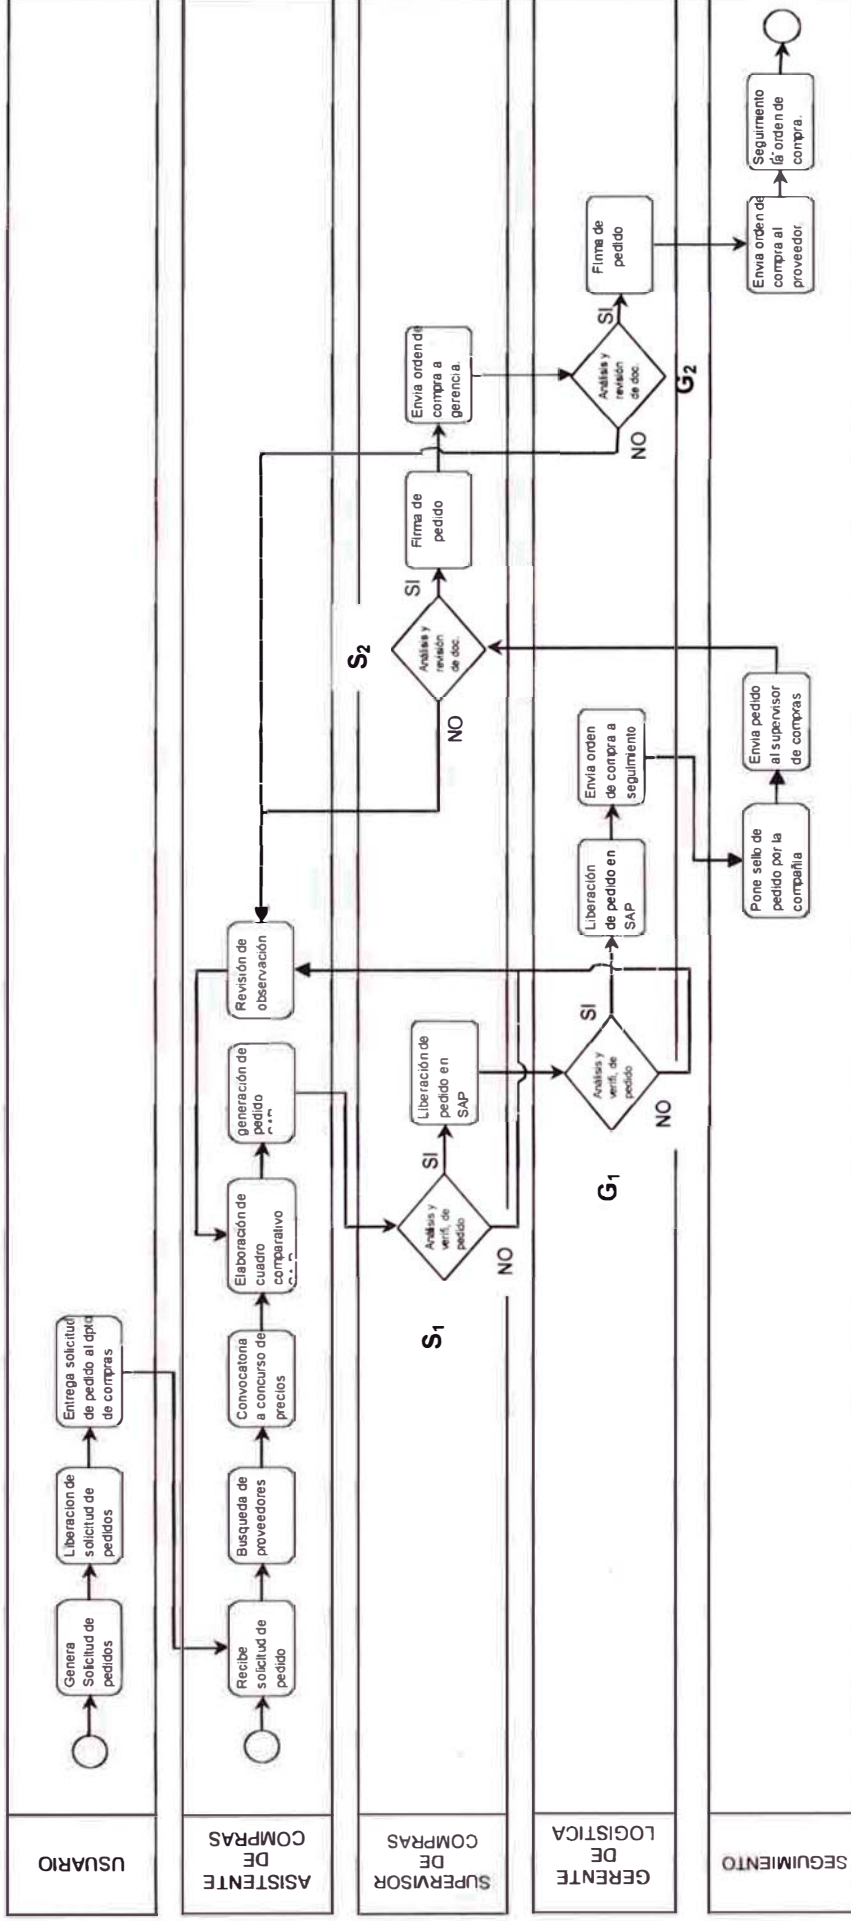 USUARIO
Genera
Solicitud de
pedidos
Liberacion de
solicitud de
pedidos
Entrega solicitud
de pedido al dpto
de compras
ASISTENTE
DE
COMPRAS
Recibe
solicitud de
pedido
Busqueda de
proveedores
Convocatoria
a concurso de
precios
Elaboración de
cuadro
comparativo
generación de
pedido
Revisión de
observación
SUPERVISOR
DE
COMPRAS
S1
Análisis y
verifi, de
pedido
SI
NO
Liberación de
pedido en
SAP
S2
Análisis y
revisión
de doc.
SI
NO
Firma de
pedido
Envia orden de
compra a
gerencia.
GERENTE
DE
LOGISTICA
G1
Análisis y
verifi, de
pedido
SI
NO
Liberación
de pedido en
SAP
Envia orden
de compra a
seguimiento
Análisis y
revisión
de doc.
G2
SI
NO
Firma de
pedido
SEGUIMIENTO
Pone sello de
pedido por la
compañia
Envia pedido
al supervisor
de compras
Envia orden de
compra al
proveedor.
Seguimiento
orden de
compra.